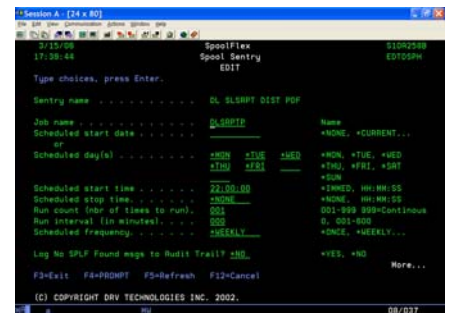 Session A - [24 x 80]
File Edit View Communication Actions Window Help
3/15/06 SpoolFlex S10A2580
17:38:44 Spool Sentry EDTOSPH
EDIT
Type choices, press Enter.
Sentry name . . . . . . . . . . . DL SLSRPT DIST PDF
Job name . . . . . . . . . . . . DLSRPTP Name
Scheduled start date . . . . . . *NONE, *CURRENT...
or
Scheduled day(s) . . . . . . . . *MON *TUE *WED *MON, *TUE, *WED
*THU *FRI *THU, *FRI, *SAT
*SUN
Scheduled start time . . . . . . 22:00:00 *IMMED, HH:MM:SS
Scheduled stop time. . . . . . . *NONE *NONE, HH:MM:SS
Run count (nbr of times to run). 001 001-999 999=Continous
Run interval (in minutes). . . . 000 0, 001-600
Scheduled frequency. . . . . . . *WEEKLY *ONCE, *WEEKLY...
Log No SPLF Found msgs to Audit Trail? *NO *YES, *NO
More...
F3=Exit F4=PROMPT F5=Refresh F12=Cancel
(C) COPYRIGHT DRV TECHNOLOGIES INC. 2002.
MA a MW 08/037